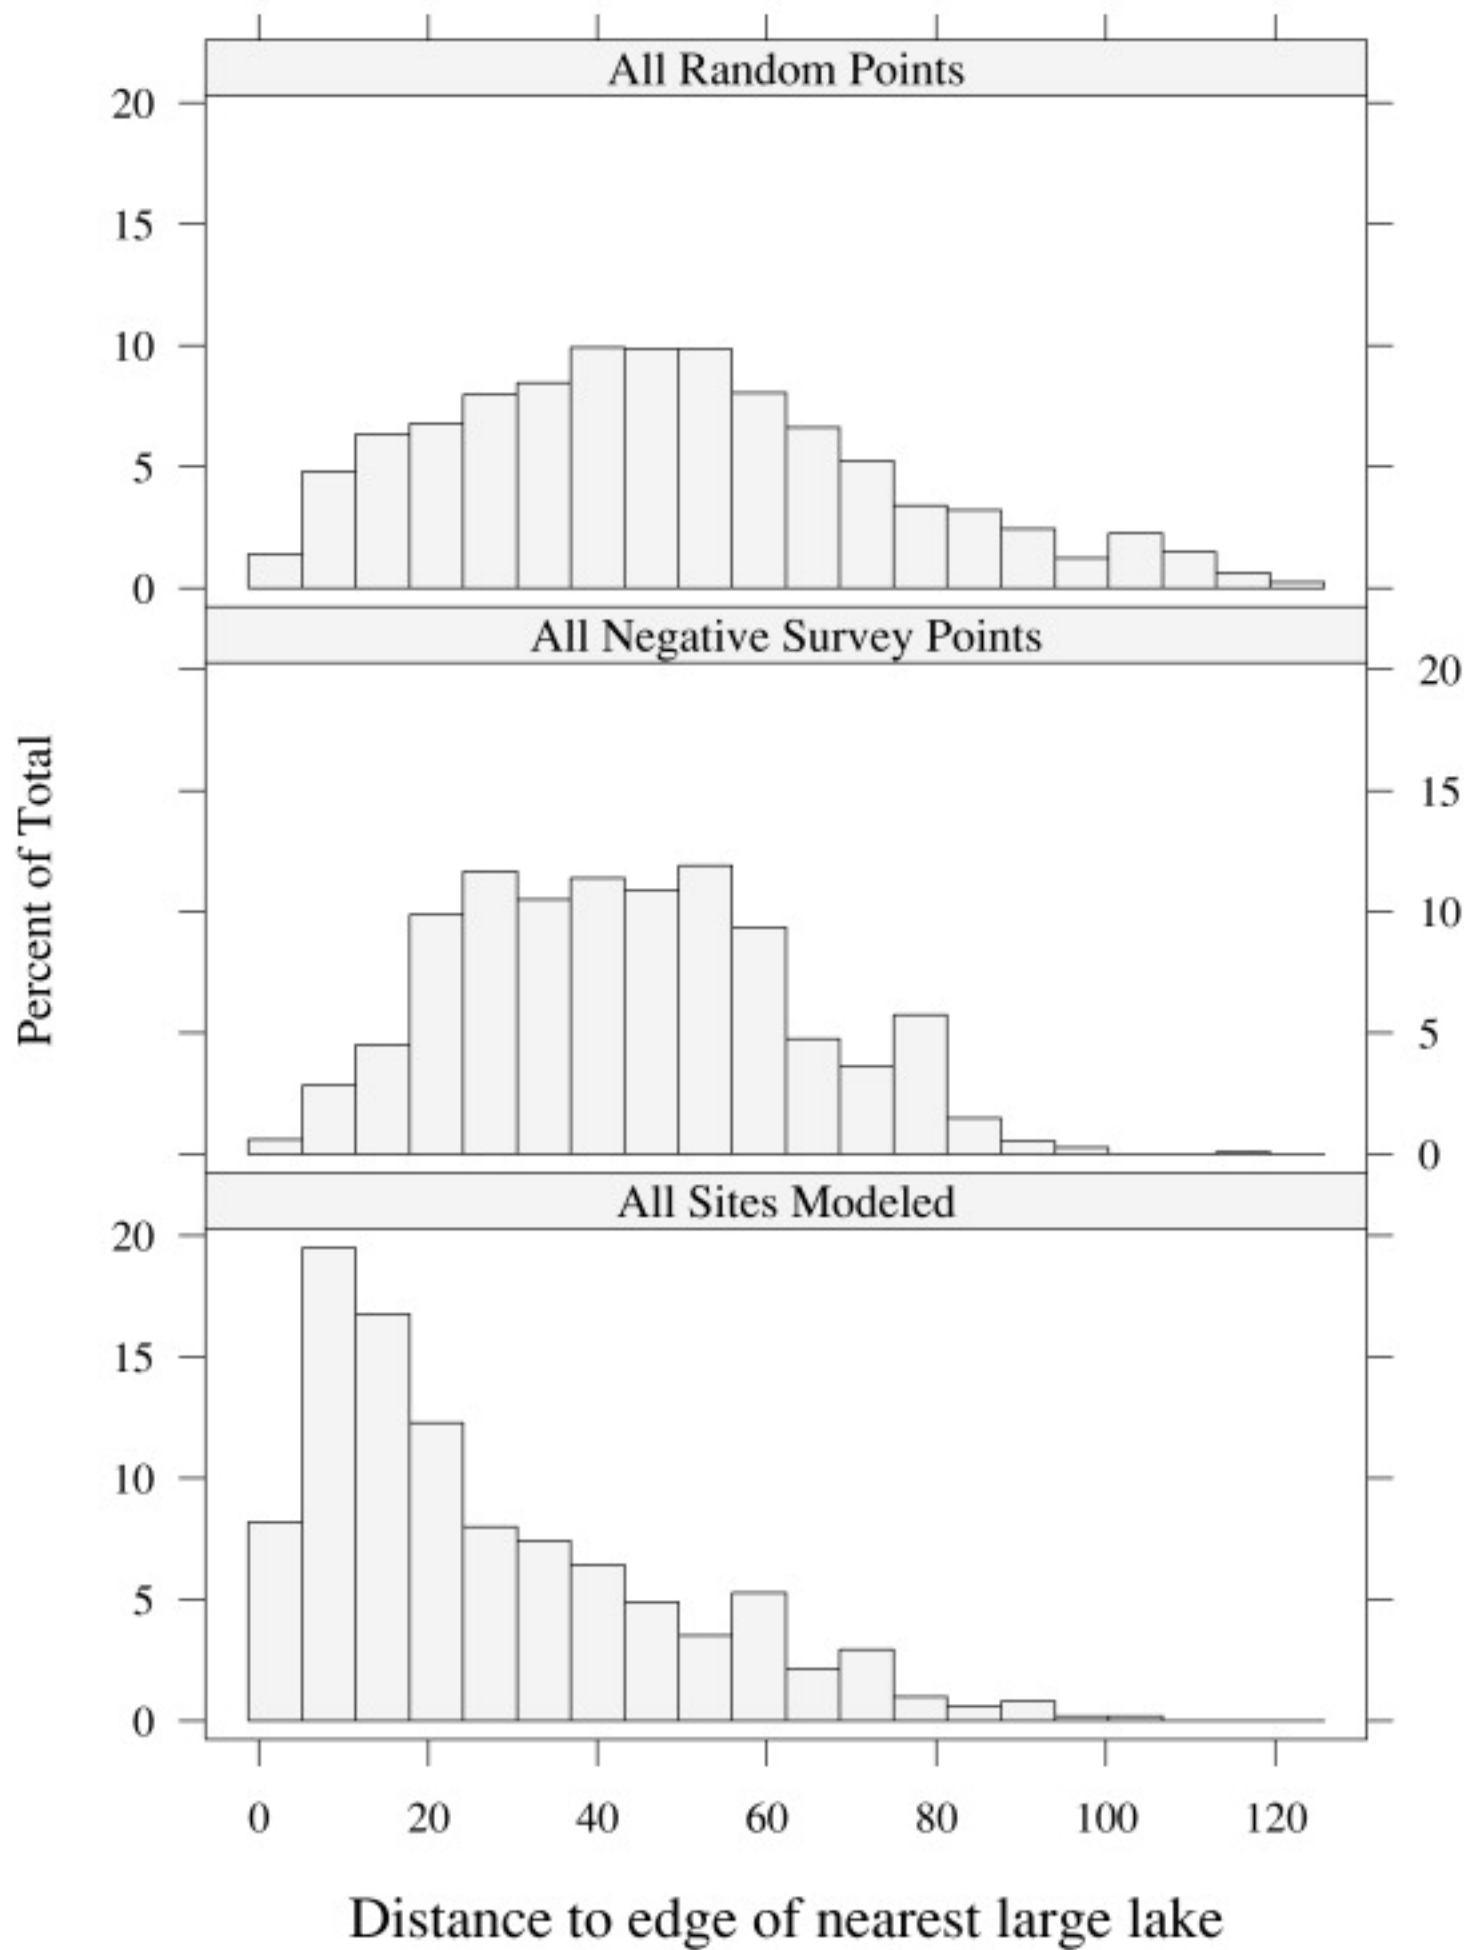 All Random Points
20
15
10
5
0
All Negative Survey Points
20
15
10
5
0
Percent of Total
All Sites Modeled
20
15
10
5
0
0 20 40 60 80 100 120
Distance to edge of nearest large lake